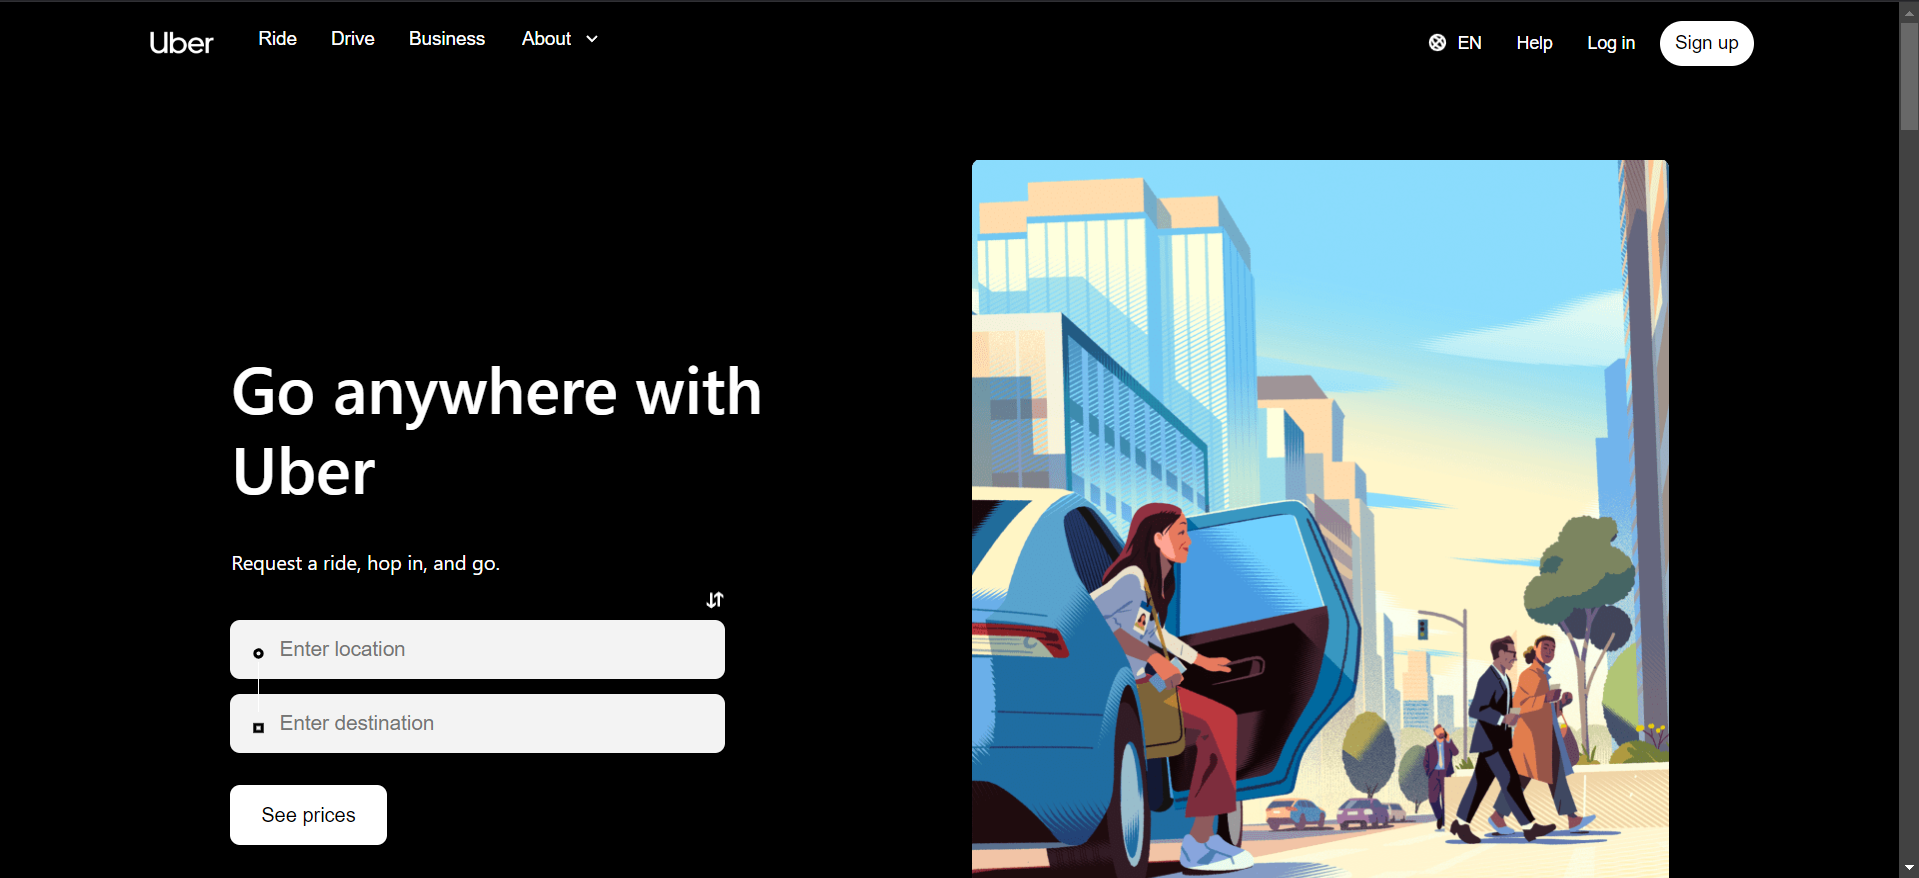 Uber Ride Drive Business About EN Help Log in Sign up
Go anywhere with
Uber
Request a ride, hop in, and go.
Enter location
Enter destination
See prices